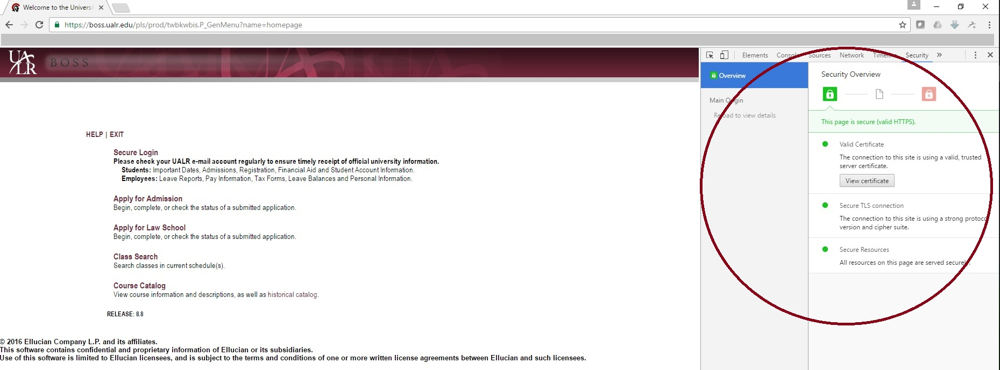 Welcome to the Universi
https://boss.ualr.edu/pls/prod/twbkwbis.P_GenMenu?name=homepage
UALR
BOSS
HELP | EXIT
Secure Login
Please check your UALR e-mail account regularly to ensure timely receipt of official university information.
Students: Important Dates, Admissions, Registration, Financial Aid and Student Account Information.
Employees: Leave Reports, Pay Information, Tax Forms, Leave Balances and Personal Information.
Apply for Admission
Begin, complete, or check the status of a submitted application.
Apply for Law School
Begin, complete, or check the status of a submitted application.
Class Search
Search classes in current schedule(s).
Course Catalog
View course information and descriptions, as well as historical catalog.
RELEASE: 8.8
© 2016 Ellucian Company L.P. and its affiliates.
This software contains confidential and proprietary information of Ellucian or its subsidiaries.
Use of this software is limited to Ellucian licensees, and is subject to the terms and conditions of one or more written license agreements between Ellucian and such licensees.
Elements Console Sources Network Timeline Security »
Overview
Main Origin
Reload to view details
Security Overview
This page is secure (valid HTTPS).
Valid Certificate
The connection to this site is using a valid, trusted
server certificate.
View certificate
Secure TLS connection
The connection to this site is using a strong protoco
version and cipher suite.
Secure Resources
All resources on this page are served securely.